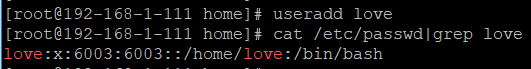 [root@192-168-1-111 home]# useradd love
[root@192-168-1-111 home]# cat /etc/passwd|grep love
love:x:6003:6003::/home/love:/bin/bash